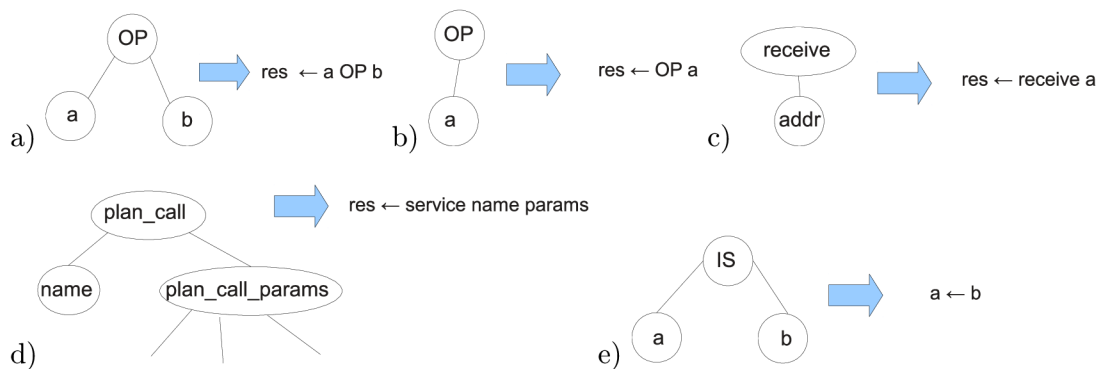 OP
a
b
res ← a OP b
a)
OP
a
res ← OP a
b)
receive
addr
res ← receive a
c)
plan_call
name
plan_call_params
res ← service name params
d)
IS
a
b
a ← b
e)